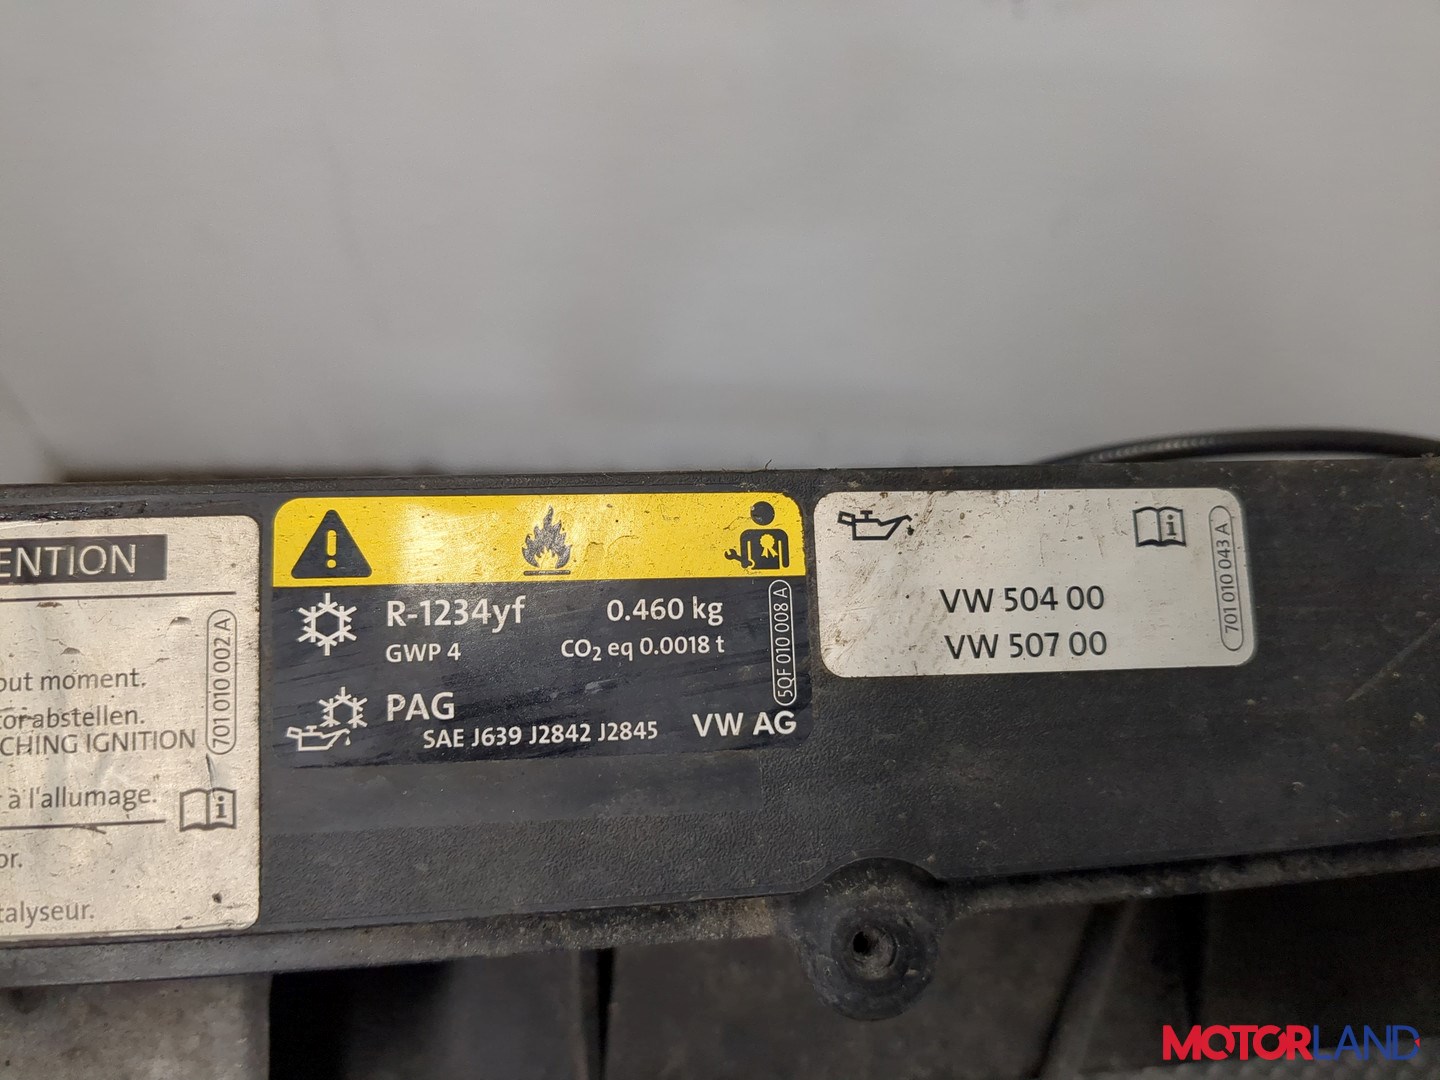 ENTION
out moment.
tor abstellen.
CHING IGNITION
r à l'allumage.
or.
talyseur.
701 010 002 A
R-1234yf 0.460 kg
GWP 4 CO₂ eq 0.0018 t
PAG
SAE J639 J2842 J2845 VW AG
5QF 010 008 A
VW 504 00
VW 507 00
701 010 043 A
MOTORLAND